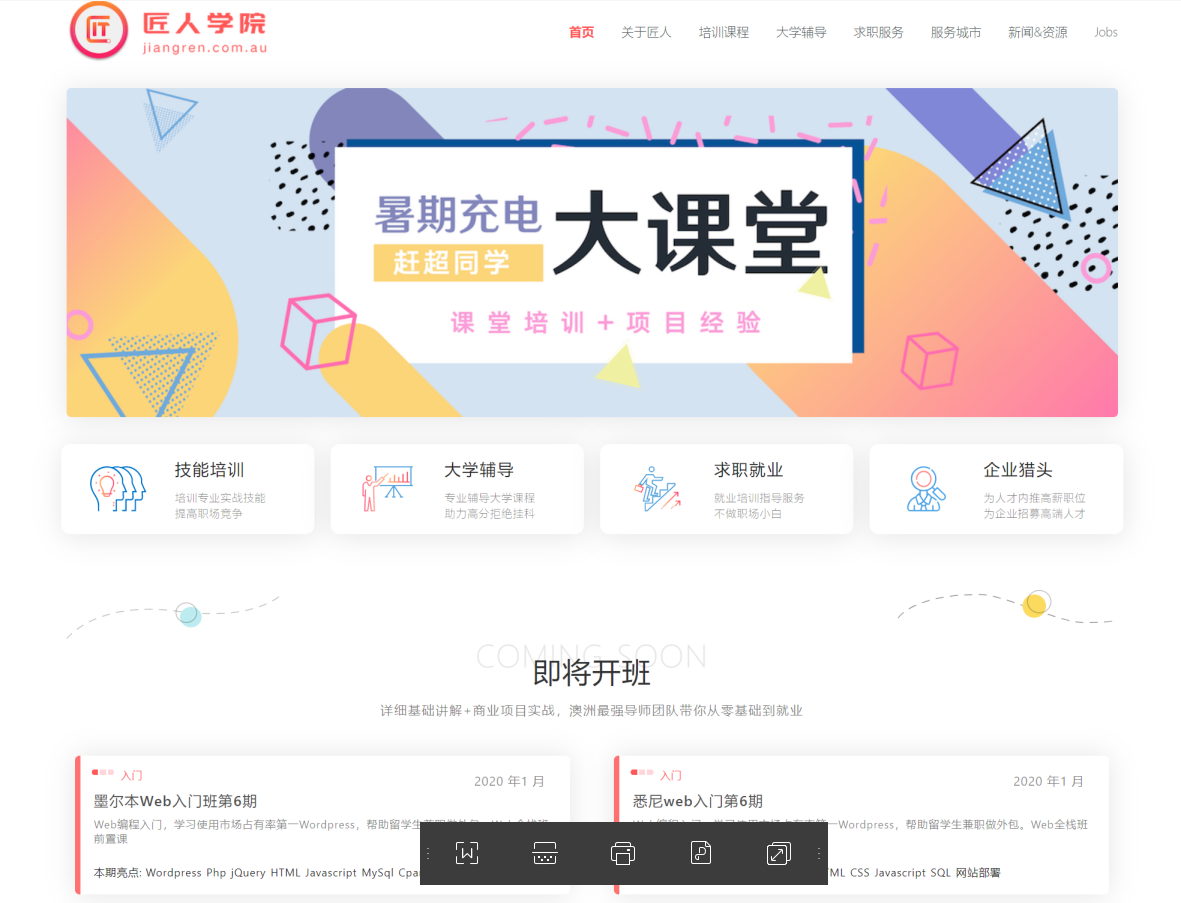 IT
匠人学院
jiangren.com.au
首页 关于匠人 培训课程 大学辅导 求职服务 服务城市 新闻&资源 Jobs
暑期充电
大课堂
赶超同学
课堂培训+项目经验
技能培训
培训专业实战技能
提高职场竞争
大学辅导
专业辅导大学课程
助力高分拒绝挂科
求职就业
就业培训指导服务
不做职场小白
企业猎头
为人才内推高薪职位
为企业招募高端人才
COMING SOON
即将开班
详细基础讲解+商业项目实战，澳洲最强导师团队带你从零基础到就业
入门
2020 年1 月
墨尔本Web入门班第6期
Web编程入门，学习使用市场占有率第一Wordpress，帮助留学生
前置课
本期亮点: Wordpress Php jQuery HTML Javascript MySql Cpan
入门
2020 年1 月
悉尼web入门第6期
一Wordpress，帮助留学生兼职做外包。Web全栈班
前置课
ML CSS Javascript SQL 网站部署